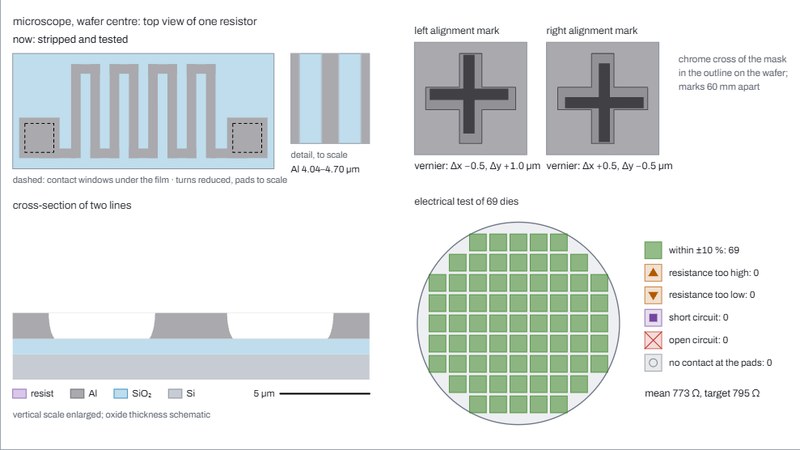 microscope, wafer centre: top view of one resistor
now: stripped and tested
detail, to scale
Al 4.04–4.70 µm
dashed: contact windows under the film · turns reduced, pads to scale
cross-section of two lines
resist
Al
SiO₂
Si
5 µm
vertical scale enlarged; oxide thickness schematic
left alignment mark
right alignment mark
chrome cross of the mask
in the outline on the wafer;
marks 60 mm apart
vernier: Δx −0.5, Δy +1.0 µm
vernier: Δx +0.5, Δy −0.5 µm
electrical test of 69 dies
within ±10 %: 69
resistance too high: 0
resistance too low: 0
short circuit: 0
open circuit: 0
no contact at the pads: 0
mean 773 Ω, target 795 Ω